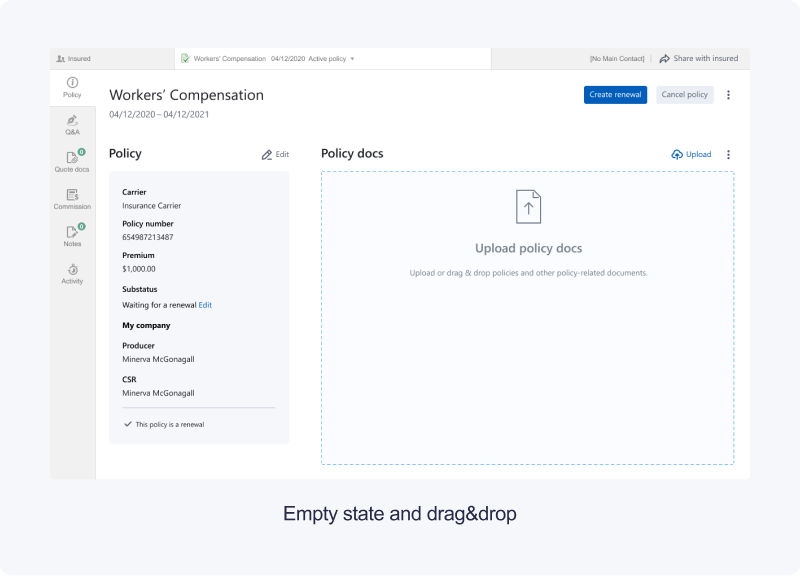 Insured
Workers' Compensation 04/12/2020 Active policy
[No Main Contact]
Share with insured
Policy
Q&A
0
Quote docs
Commission
0
Notes
Activity
Workers' Compensation
04/12/2020 – 04/12/2021
Create renewal
Cancel policy
Policy
Edit
Carrier
Insurance Carrier
Policy number
654987213487
Premium
$1,000.00
Substatus
Waiting for a renewal Edit
My company
Producer
Minerva McGonagall
CSR
Minerva McGonagall
This policy is a renewal
Policy docs
Upload
Upload policy docs
Upload or drag & drop policies and other policy-related documents.
Empty state and drag&drop